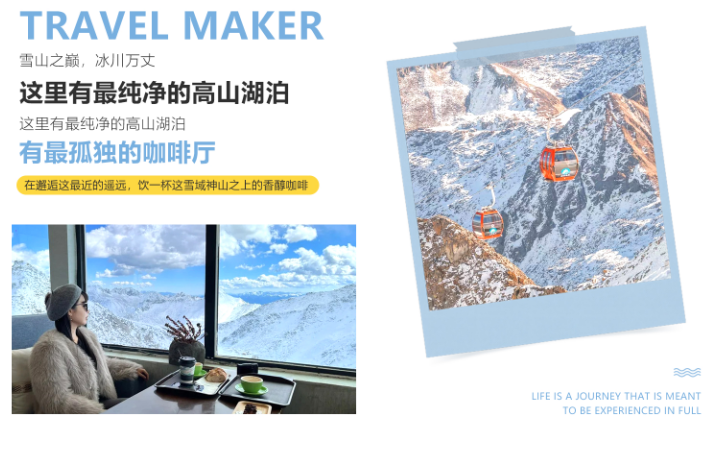 TRAVEL MAKER
雪山之巅，冰川万丈
这里有最纯净的高山湖泊
这里有最纯净的高山湖泊
有最孤独的咖啡厅
在邂逅这最近的遥远，饮一杯这雪域神山之上的香醇咖啡
LIFE IS A JOURNEY THAT IS MEANT
TO BE EXPERIENCED IN FULL